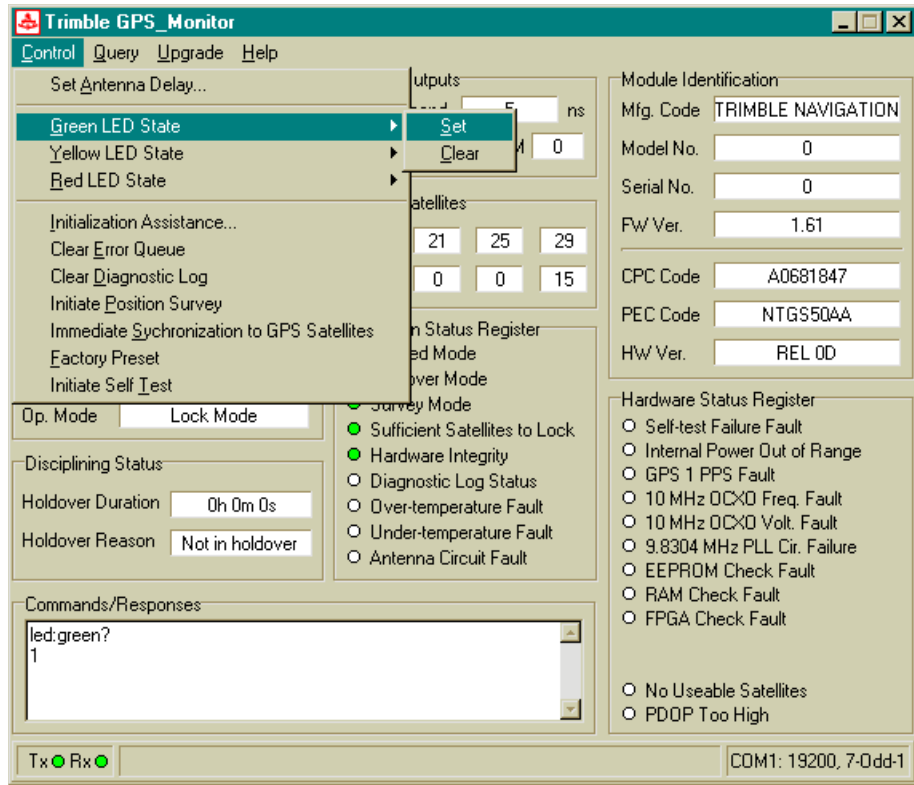 Trimble GPS_Monitor
Control Query Upgrade Help
Set Antenna Delay...
Green LED State
Yellow LED State
Red LED State
Initialization Assistance...
Clear Error Queue
Clear Diagnostic Log
Initiate Position Survey
Immediate Sychronization to GPS Satellites
Factory Preset
Initiate Self Test
Set
Clear
utputs
5 ns
M 0
atellites
21 25 29
0 0 15
n Status Register
ed Mode
over Mode
Survey Mode
Sufficient Satellites to Lock
Hardware Integrity
Diagnostic Log Status
Over-temperature Fault
Under-temperature Fault
Antenna Circuit Fault
Op. Mode Lock Mode
Disciplining Status
Holdover Duration 0h 0m 0s
Holdover Reason Not in holdover
Module Identification
Mfg. Code TRIMBLE NAVIGATION
Model No. 0
Serial No. 0
FW Ver. 1.61
CPC Code A0681847
PEC Code NTGS50AA
HW Ver. REL 0D
Hardware Status Register
Self-test Failure Fault
Internal Power Out of Range
GPS 1 PPS Fault
10 MHz OCXO Freq. Fault
10 MHz OCXO Volt. Fault
9.8304 MHz PLL Cir. Failure
EEPROM Check Fault
RAM Check Fault
FPGA Check Fault
No Useable Satellites
PDOP Too High
Commands/Responses
led:green?
1
Tx Rx
COM1: 19200, 7-Odd-1